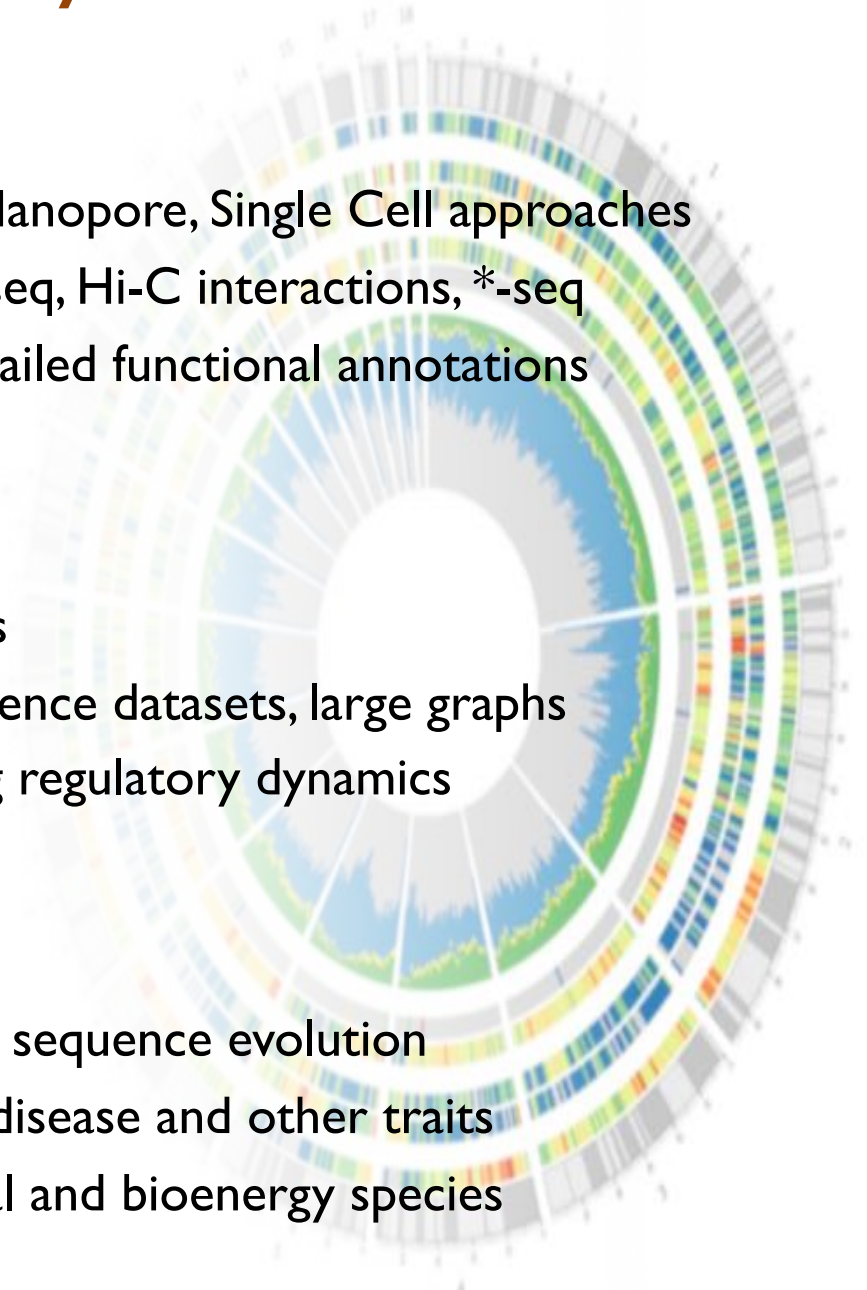 lanopore, Single Cell approaches
seq, Hi-C interactions, *-seq
ailed functional annotations
s
ence datasets, large graphs
g regulatory dynamics
sequence evolution
disease and other traits
l and bioenergy species